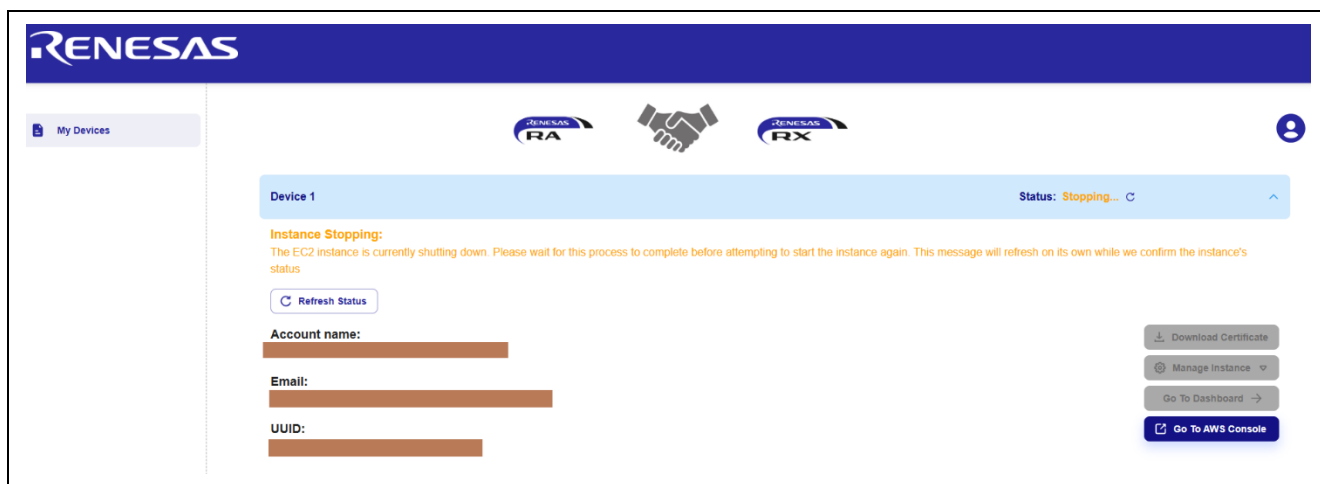 RENESAS
My Devices
RENESAS
RA
RENESAS
RX
Device 1
Status: Stopping...
Instance Stopping:
The EC2 instance is currently shutting down. Please wait for this process to complete before attempting to start the instance again. This message will refresh on its own while we confirm the instance's
status
Refresh Status
Account name:
Download Certificate
Manage Instance
Email:
Go To Dashboard
UUID:
Go To AWS Console